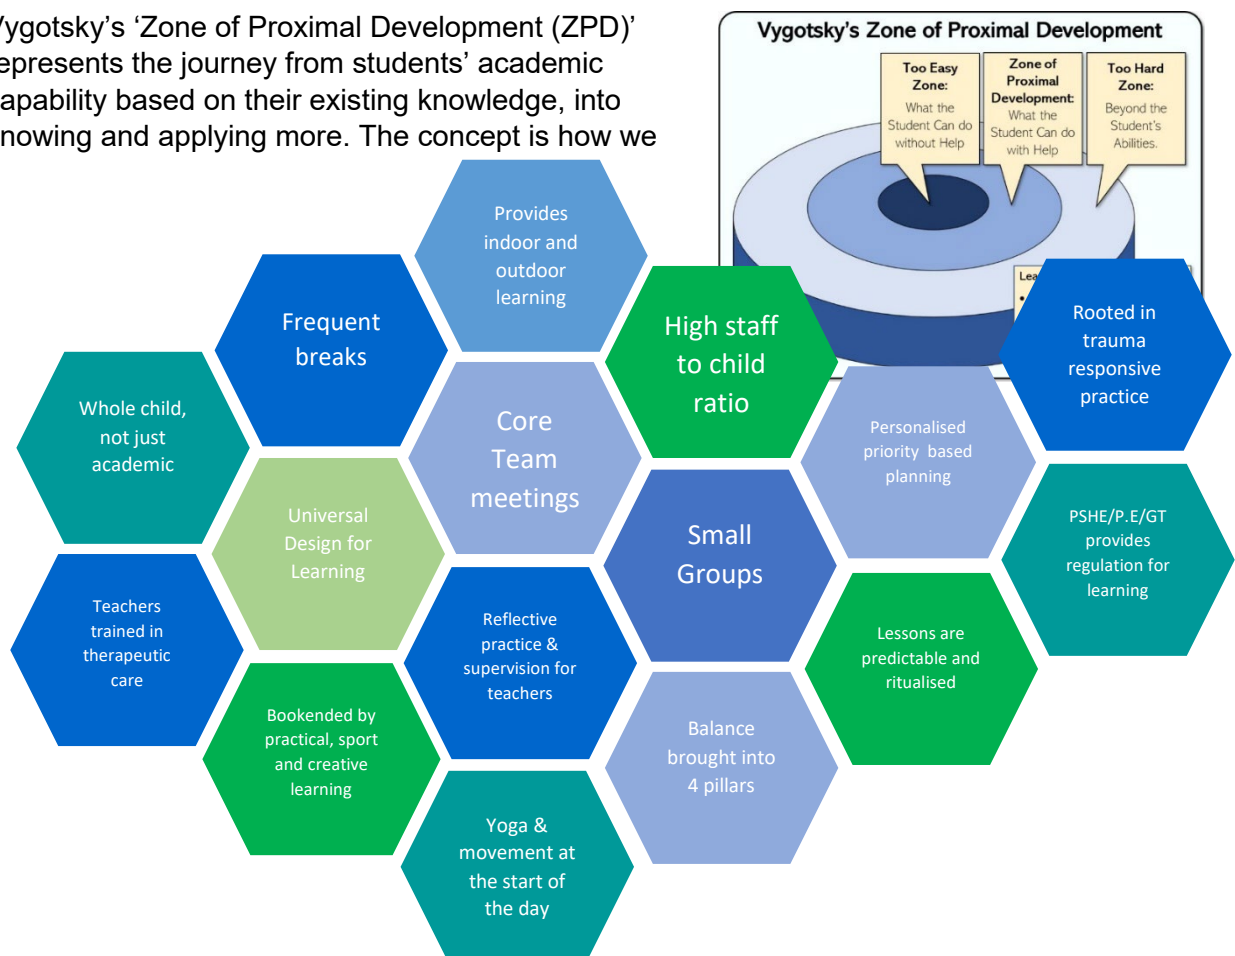 ‘Zone of Proximal Development (ZPD)’
the journey from students’ academic
based on their existing knowledge, into
and applying more. The concept is how we
Vygotsky’s Zone of Proximal Development
Too Easy
Zone:
What the
Student Can do
without Help
Zone of
Proximal
Development:
What the
Student Can do
with Help
Too Hard
Zone:
Beyond the
Student's
Abilities.
Provides
indoor and
outdoor
learning
Frequent
breaks
High staff
to child
ratio
Rooted in
trauma
responsive
practice
Whole child,
not just
academic
Core
Team
meetings
Personalised
priority based
planning
Universal
Design for
Learning
Small
Groups
PSHE/P.E/GT
provides
regulation for
learning
Teachers
trained in
therapeutic
care
Reflective
practice &
supervision for
teachers
Lessons are
predictable and
ritualised
Bookended by
practical, sport
and creative
learning
Balance
brought into
4 pillars
Yoga &
movement at
the start of
the day